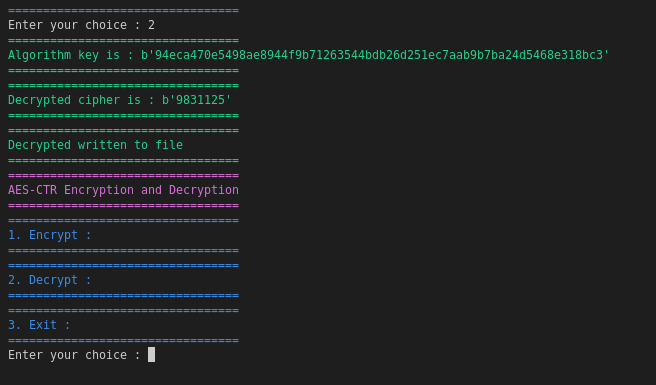 =================================
Enter your choice : 2
=================================
Algorithm key is : b'94eca470e5498ae8944f9b71263544bdb26d251ec7aab9b7ba24d5468e318bc3'
=================================
=================================
Decrypted cipher is : b'9831125'
=================================
=================================
Decrypted written to file
=================================
=================================
AES-CTR Encryption and Decryption
=================================
=================================
1. Encrypt :
=================================
=================================
2. Decrypt :
=================================
=================================
3. Exit :
=================================
Enter your choice :